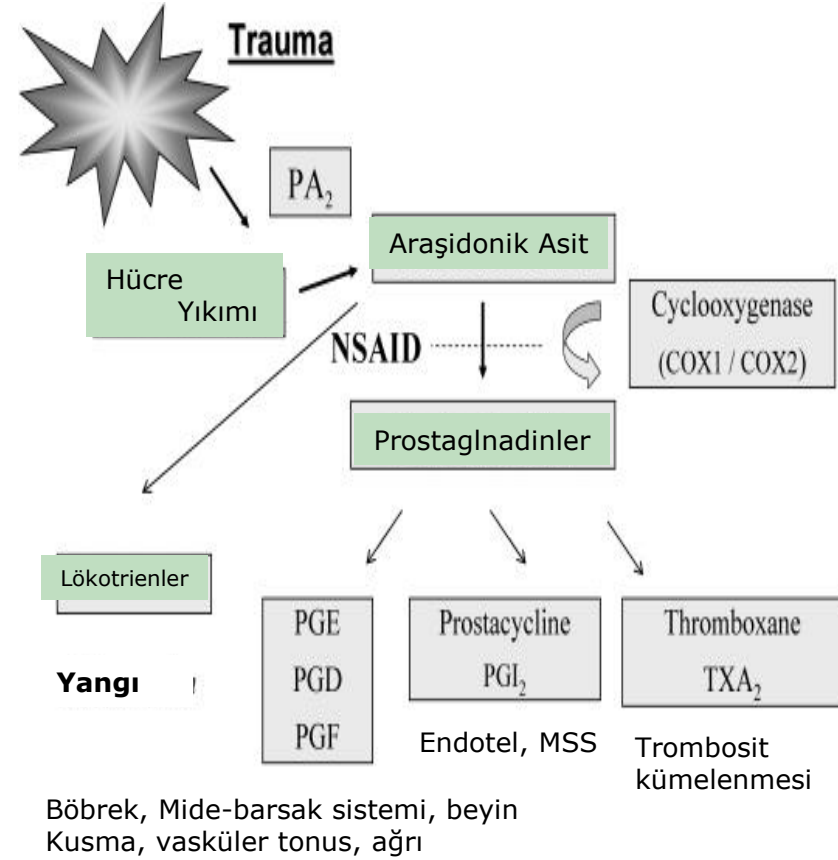 Trauma
PA₂
Araşidonik Asit
Hücre
Yıkımı
Cyclooxygenase
(COX1 / COX2)
NSAID
Prostaglnadinler
Lökotrienler
PGE
PGD
PGF
Prostacycline
PGI₂
Thromboxane
TXA₂
Yangı
Endotel, MSS
Trombosit
kümelenmesi
Böbrek, Mide-barsak sistemi, beyin
Kusma, vasküler tonus, ağrı